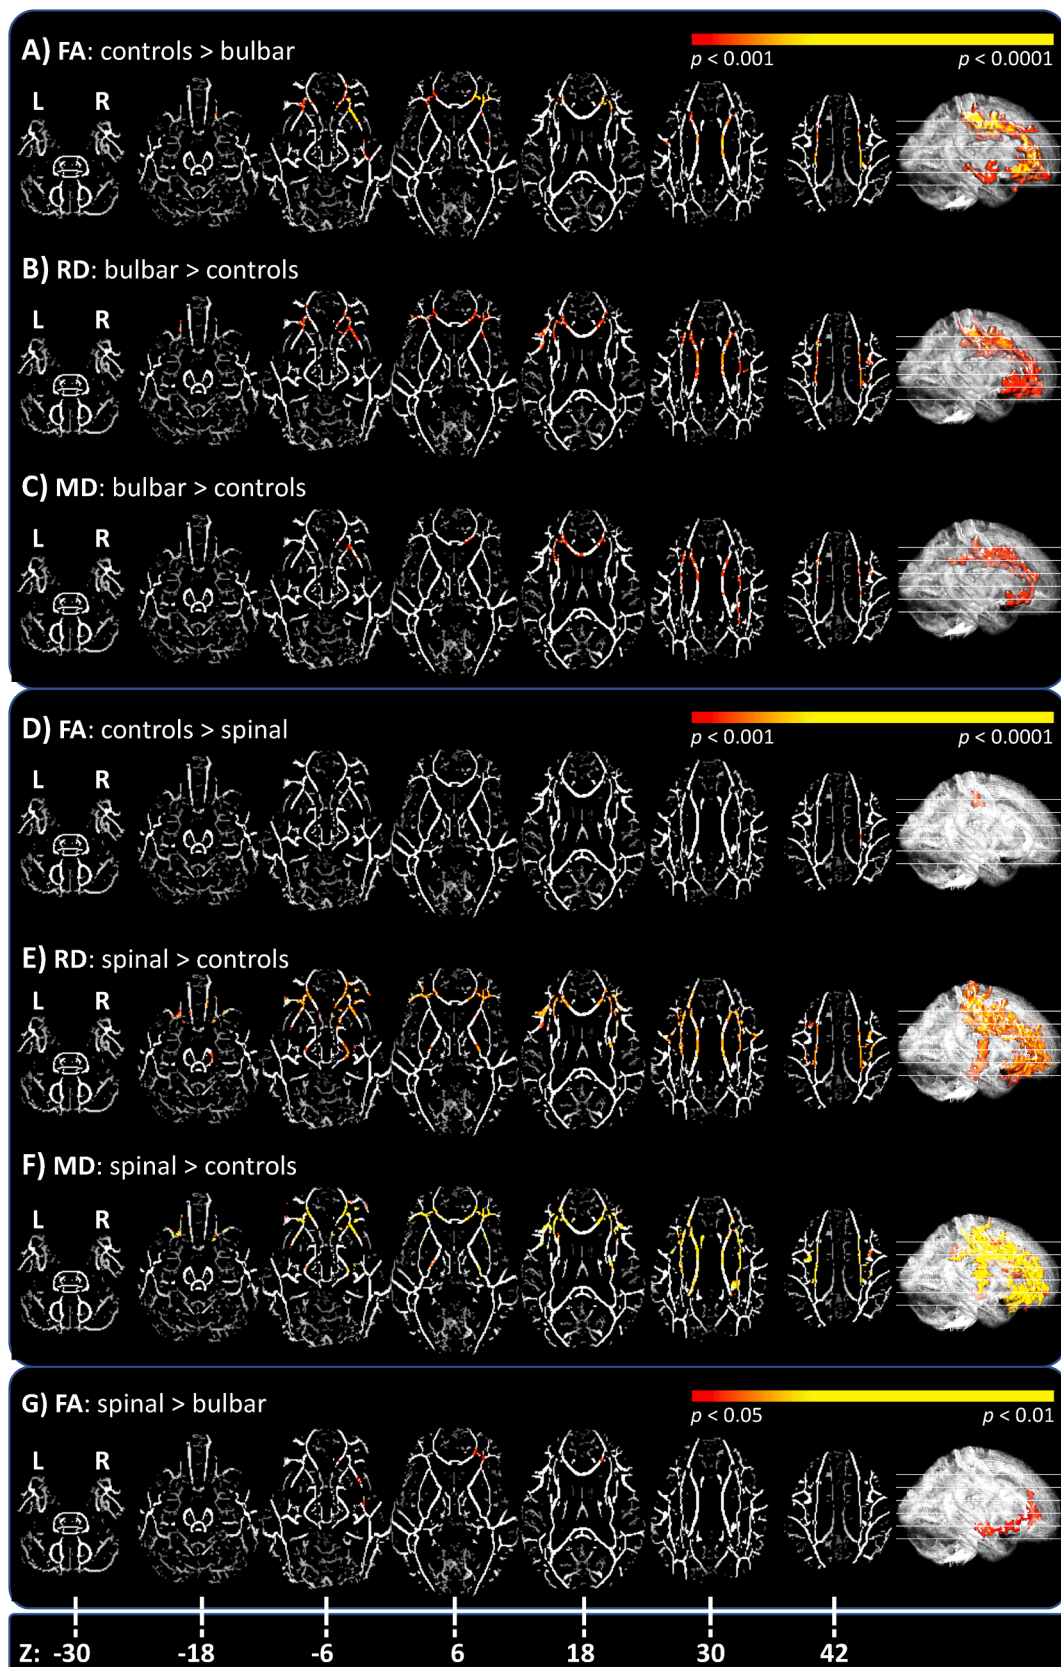 A) FA: controls > bulbar
p < 0.001 p < 0.0001
L R
B) RD: bulbar > controls
L R
C) MD: bulbar > controls
L R
D) FA: controls > spinal
p < 0.001 p < 0.0001
L R
E) RD: spinal > controls
L R
F) MD: spinal > controls
L R
G) FA: spinal > bulbar
p < 0.05 p < 0.01
L R
Z: -30 -18 -6 6 18 30 42